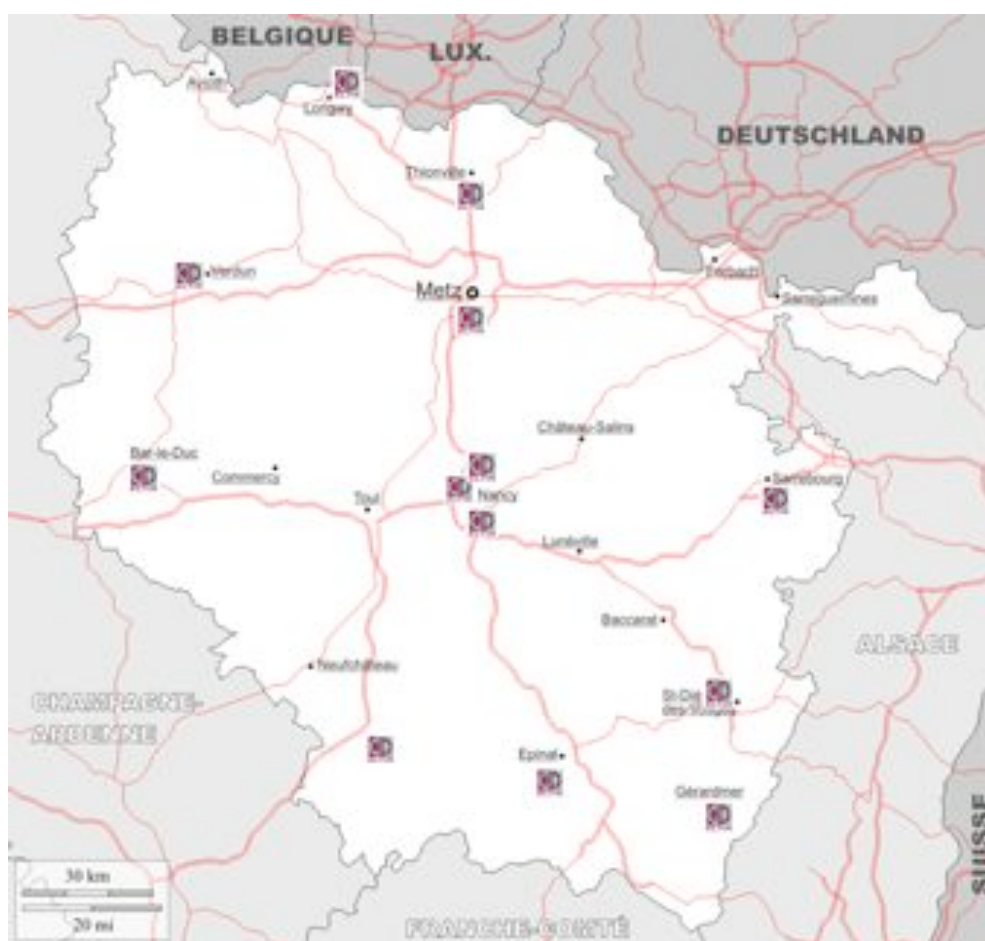 BELGIQUE
LUX.
DEUTSCHLAND
Longwy
Thionville
Verdun
Metz
Forbach
Sarreguemines
Château-Salins
Bar-le-Duc
Commercy
Toul
Nancy
Sarrebourg
Lunéville
Baccarat
ALSACE
Neufchâteau
CHAMPAGNE-
ARDENNE
St-Dié
des Vosges
Epinal
Gérardmer
SUISSE
30 km
20 mi
FRANCHE-COMTÉ